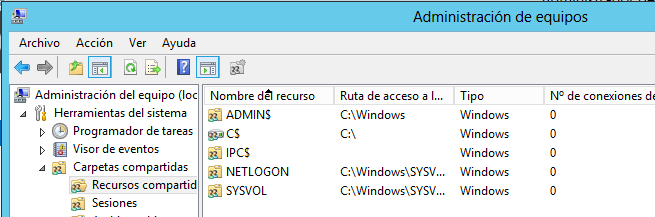 Administración de equipos
Archivo Acción Ver Ayuda
Administración del equipo (loc
Herramientas del sistema
Programador de tareas
Visor de eventos
Carpetas compartidas
Recursos compartid
Sesiones
Nombre del recurso Ruta de acceso a l... Tipo Nº de conexiones de
ADMIN$ C:\Windows Windows 0
C$ C:\ Windows 0
IPC$ Windows 0
NETLOGON C:\Windows\SYSV... Windows 0
SYSVOL C:\Windows\SYSV... Windows 0